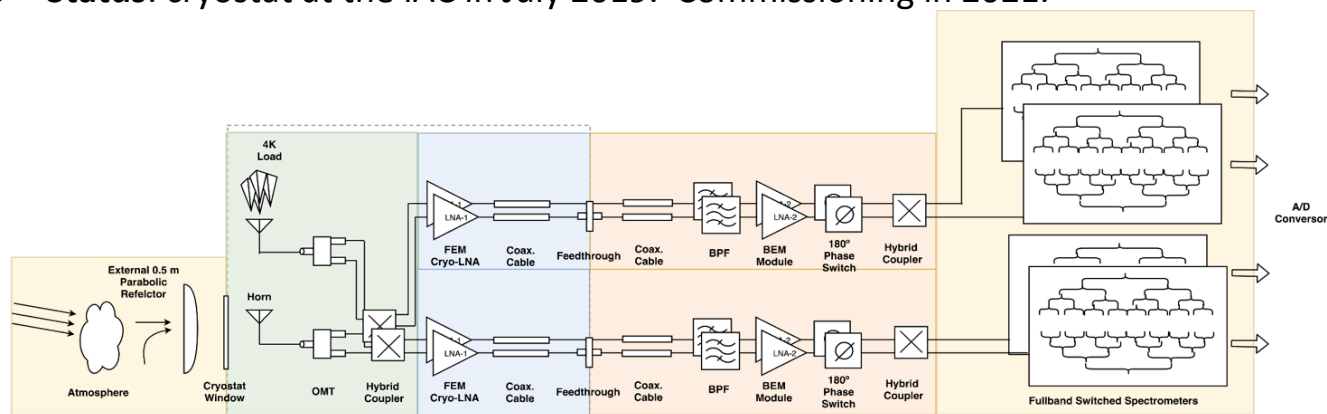 Status: cryostat at the IAC in July 2019. Commissioning in 2021.
4K
Load
External 0.5 m
Parabolic
Refelctor
Horn
Atmosphere
Cryostat
Window
OMT
Hybrid
Coupler
LNA-1
FEM
Cryo-LNA
Coax.
Cable
Feedthrough
Coax.
Cable
BPF
LNA-2
BEM
Module
180º
Phase
Switch
Hybrid
Coupler
LNA-1
FEM
Cryo-LNA
Coax.
Cable
Feedthrough
Coax.
Cable
BPF
LNA-2
BEM
Module
180º
Phase
Switch
Hybrid
Coupler
Fullband Switched Spectrometers
A/D
Conversor